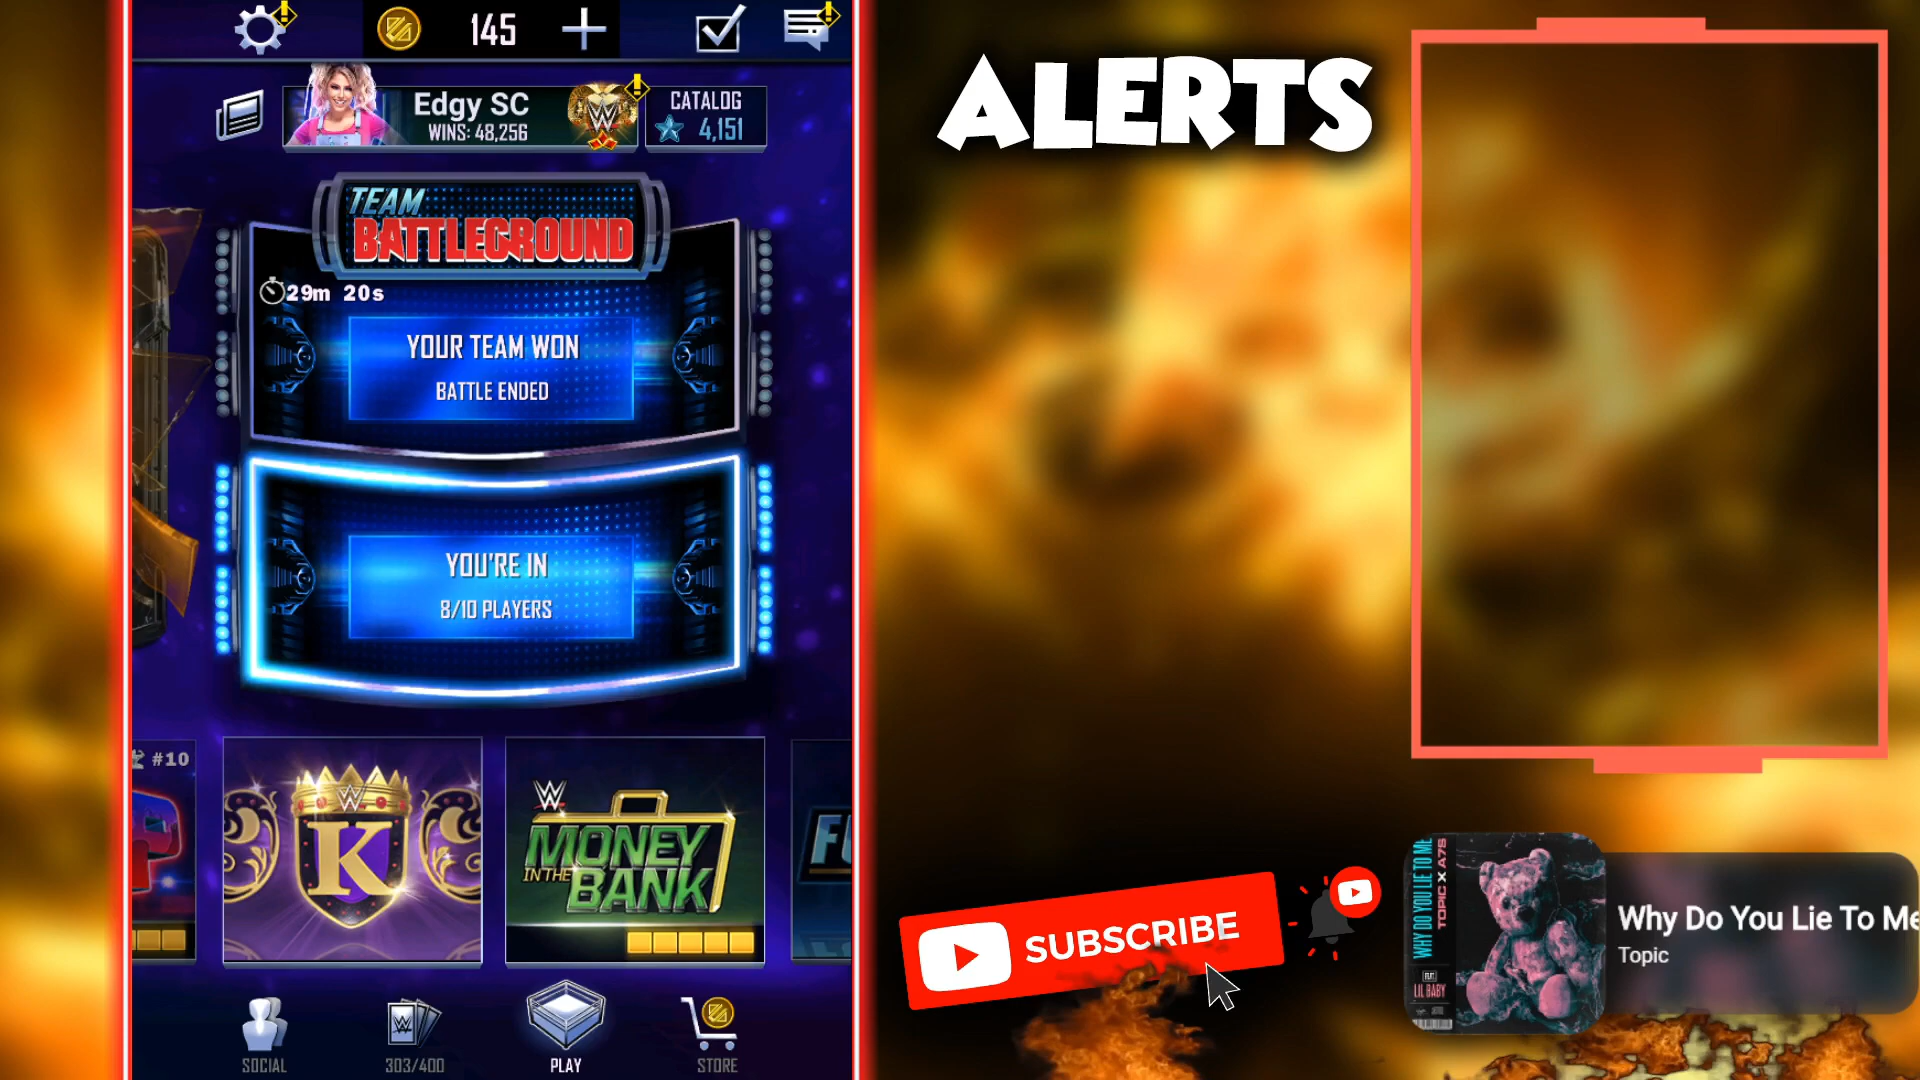 145
Edgy SC
WINS: 48,256
CATALOG
4,151
TEAM
BATTLEGROUND
29m 20s
YOUR TEAM WON
BATTLE ENDED
YOU'RE IN
8/10 PLAYERS
#10
K
W
MONEY
IN THE
BANK
SOCIAL
303/400
PLAY
STORE
ALERTS
SUBSCRIBE
WHY DO YOU LIE TO ME
TOPIC X A7S
LIL BABY
Why Do You Lie To Me
Topic